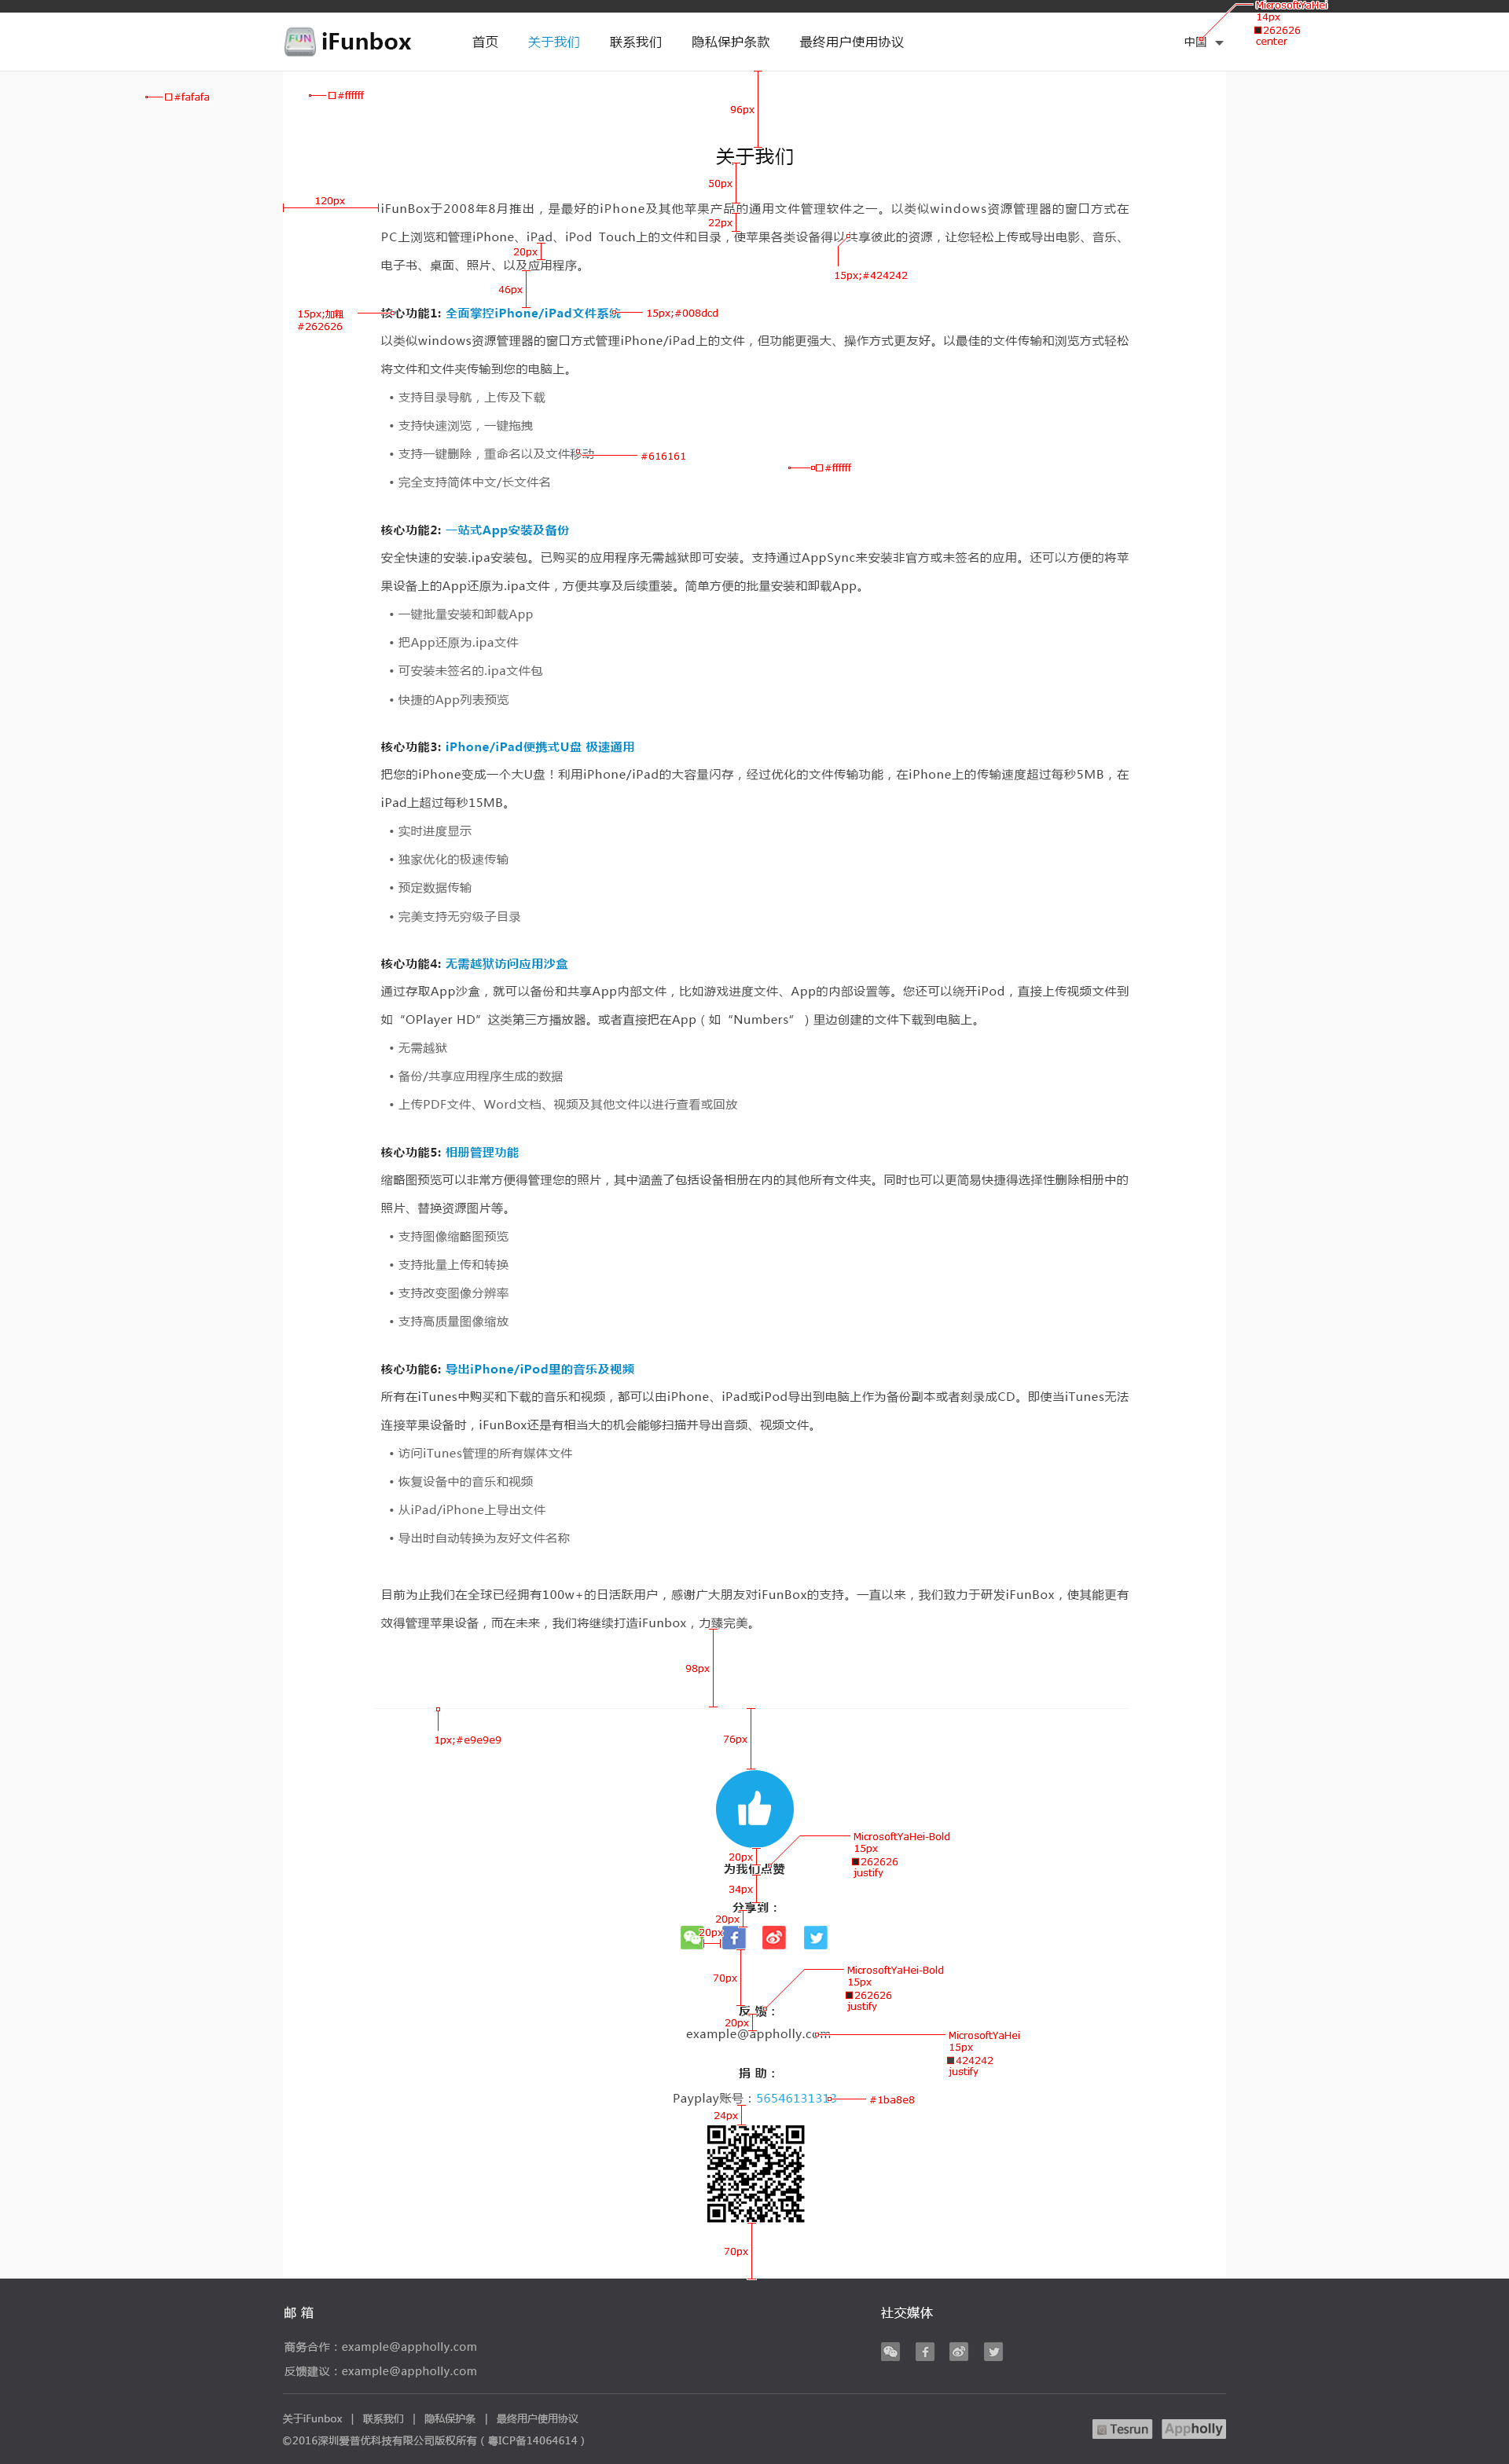 MicrosoftYaHei
14px
262626
center
FUN iFunbox 首页 关于我们 联系我们 隐私保护条款 最终用户使用协议 中国
#fafafa #ffffff
96px
关于我们
50px
120px
iFunBox于2008年8月推出，是最好的iPhone及其他苹果产品的通用文件管理软件之一。以类似windows资源管理器的窗口方式在
22px
PC上浏览和管理iPhone、iPad、iPod Touch上的文件和目录，使苹果各类设备得以共享彼此的资源，让您轻松上传或导出电影、音乐、
20px
电子书、桌面、照片、以及应用程序。
15px;#424242
46px
15px;加粗
#262626
核心功能1: 全面掌控iPhone/iPad文件系统 15px;#008dcd
以类似windows资源管理器的窗口方式管理iPhone/iPad上的文件，但功能更强大、操作方式更友好。以最佳的文件传输和浏览方式轻松
将文件和文件夹传输到您的电脑上。
• 支持目录导航，上传及下载
• 支持快速浏览，一键拖拽
• 支持一键删除，重命名以及文件移动 #616161
#ffffff
• 完全支持简体中文/长文件名
核心功能2: 一站式App安装及备份
安全快速的安装.ipa安装包。已购买的应用程序无需越狱即可安装。支持通过AppSync来安装非官方或未签名的应用。还可以方便的将苹
果设备上的App还原为.ipa文件，方便共享及后续重装。简单方便的批量安装和卸载App。
• 一键批量安装和卸载App
• 把App还原为.ipa文件
• 可安装未签名的.ipa文件包
• 快捷的App列表预览
核心功能3: iPhone/iPad便携式U盘 极速通用
把您的iPhone变成一个大U盘！利用iPhone/iPad的大容量闪存，经过优化的文件传输功能，在iPhone上的传输速度超过每秒5MB，在
iPad上超过每秒15MB。
• 实时进度显示
• 独家优化的极速传输
• 预定数据传输
• 完美支持无穷级子目录
核心功能4: 无需越狱访问应用沙盒
通过存取App沙盒，就可以备份和共享App内部文件，比如游戏进度文件、App的内部设置等。您还可以绕开iPod，直接上传视频文件到
如“OPlayer HD”这类第三方播放器。或者直接把在App（如“Numbers”）里边创建的文件下载到电脑上。
• 无需越狱
• 备份/共享应用程序生成的数据
• 上传PDF文件、Word文档、视频及其他文件以进行查看或回放
核心功能5: 相册管理功能
缩略图预览可以非常方便得管理您的照片，其中涵盖了包括设备相册在内的其他所有文件夹。同时也可以更简易快捷得选择性删除相册中的
照片、替换资源图片等。
• 支持图像缩略图预览
• 支持批量上传和转换
• 支持改变图像分辨率
• 支持高质量图像缩放
核心功能6: 导出iPhone/iPod里的音乐及视频
所有在iTunes中购买和下载的音乐和视频，都可以由iPhone、iPad或iPod导出到电脑上作为备份副本或者刻录成CD。即使当iTunes无法
连接苹果设备时，iFunBox还是有相当大的机会能够扫描并导出音频、视频文件。
• 访问iTunes管理的所有媒体文件
• 恢复设备中的音乐和视频
• 从iPad/iPhone上导出文件
• 导出时自动转换为友好文件名称
目前为止我们在全球已经拥有100w+的日活跃用户，感谢广大朋友对iFunBox的支持。一直以来，我们致力于研发iFunBox，使其能更有
效得管理苹果设备，而在未来，我们将继续打造iFunbox，力臻完美。
98px
1px;#e9e9e9
76px
MicrosoftYaHei-Bold
15px
262626
justify
20px
为我们点赞
34px
分享到：
20px
20px
70px
MicrosoftYaHei-Bold
15px
262626
justify
反 馈：
20px
example@appholly.com
MicrosoftYaHei
15px
424242
justify
捐 助：
Payplay账号：56546131313 #1ba8e8
24px
70px
邮 箱 社交媒体
商务合作：example@appholly.com
反馈建议：example@appholly.com
关于iFunbox | 联系我们 | 隐私保护条 | 最终用户使用协议
Tesrun Appholly
©2016深圳爱普优科技有限公司版权所有（粤ICP备14064614）